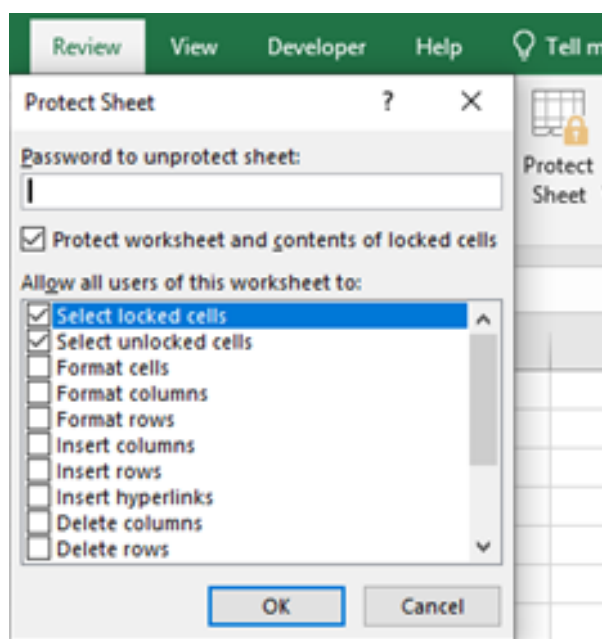 Review View Developer Help Tell m
Protect Sheet ? ✕
Password to unprotect sheet:
Protect
Sheet
Protect worksheet and contents of locked cells
Allow all users of this worksheet to:
Select locked cells
Select unlocked cells
Format cells
Format columns
Format rows
Insert columns
Insert rows
Insert hyperlinks
Delete columns
Delete rows
OK Cancel